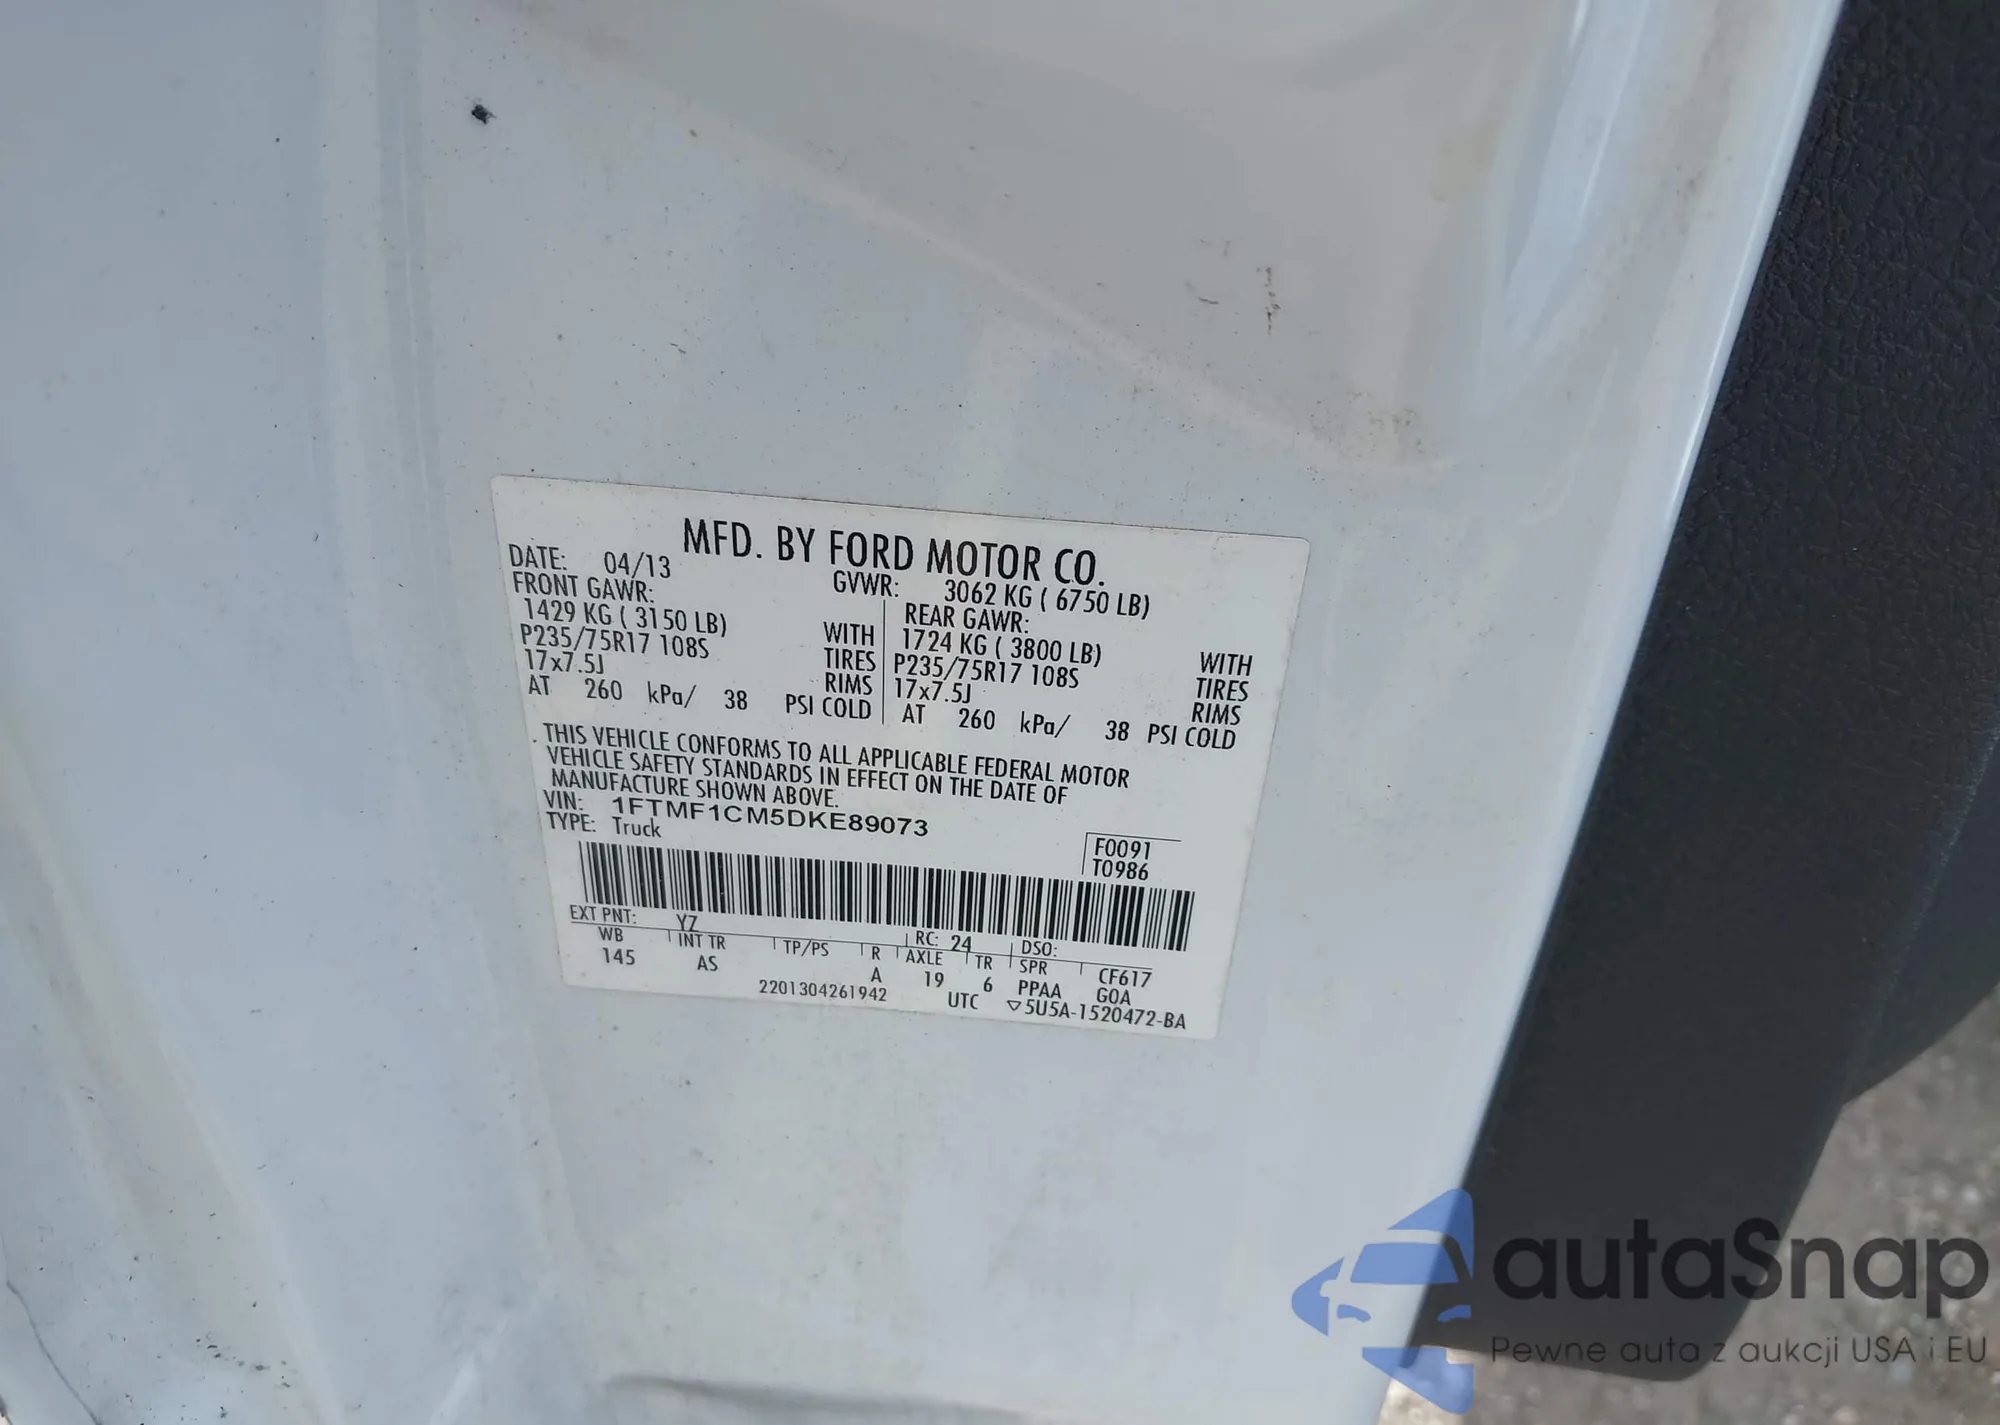 MFD. BY FORD MOTOR CO.
DATE: 04/13 GVWR: 3062 KG ( 6750 LB)
FRONT GAWR: REAR GAWR:
1429 KG ( 3150 LB) WITH 1724 KG ( 3800 LB) WITH
P235/75R17 108S TIRES P235/75R17 108S TIRES
17x7.5J RIMS 17x7.5J RIMS
AT 260 kPa/ 38 PSI COLD AT 260 kPa/ 38 PSI COLD
THIS VEHICLE CONFORMS TO ALL APPLICABLE FEDERAL MOTOR
VEHICLE SAFETY STANDARDS IN EFFECT ON THE DATE OF
MANUFACTURE SHOWN ABOVE.
VIN: 1FTMF1CM5DKE89073
TYPE: Truck
F0091
T0986
EXT PNT: YZ RC: 24 DSO:
WB INT TR TP/PS R AXLE TR SPR CF617
145 AS A 19 6 PPAA G0A
2201304261942 UTC ▽5U5A-1520472-BA
autaSnap
Pewne auta z aukcji USA i EU